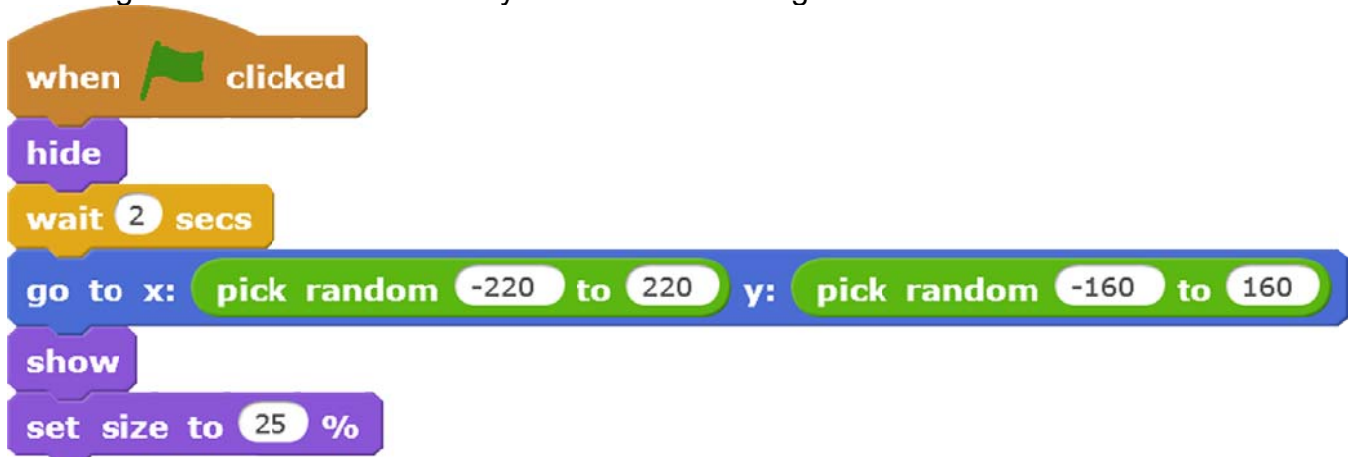 when clicked
hide
wait 2 secs
go to x: pick random -220 to 220 y: pick random -160 to 160
show
set size to 25 %